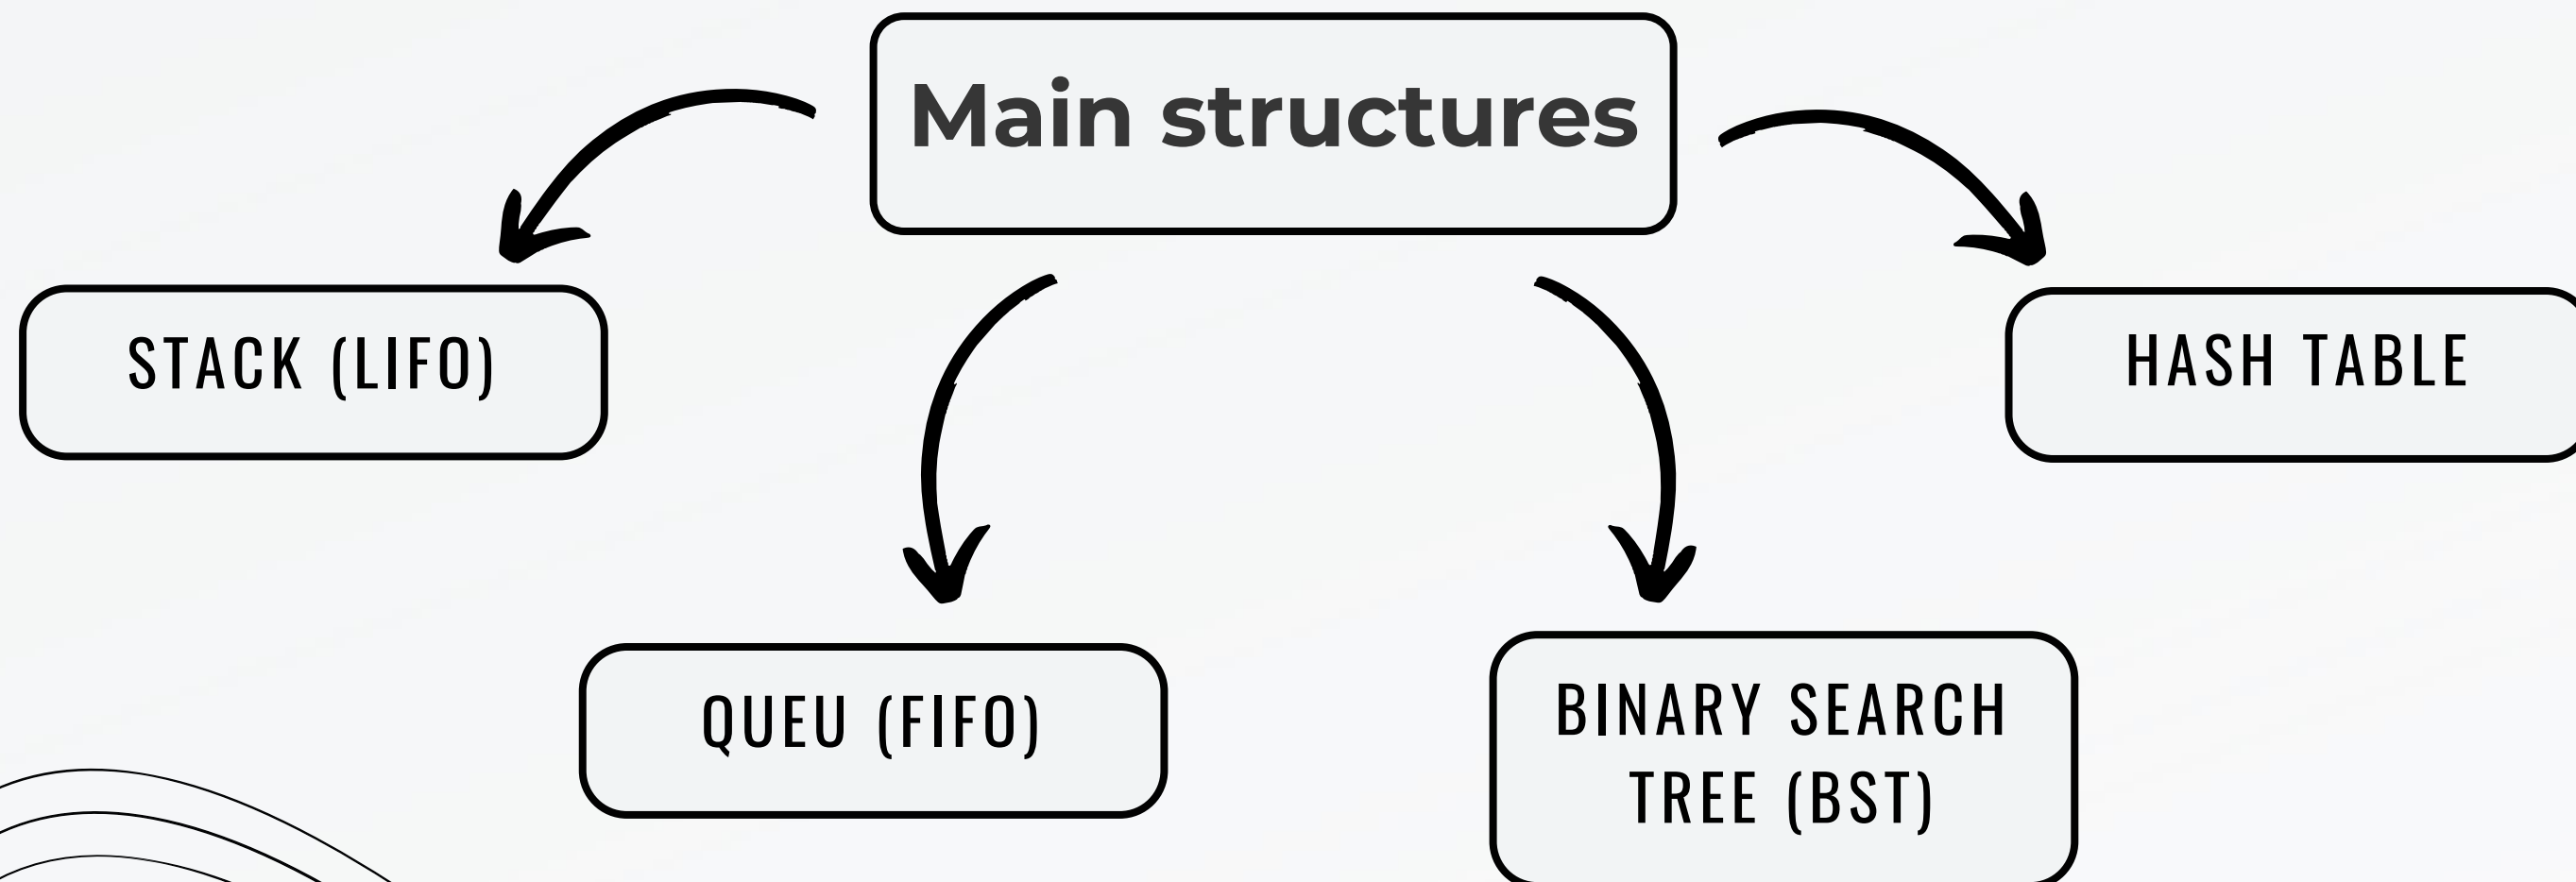 Main structures
STACK (LIFO)
HASH TABLE
QUEU (FIFO)
BINARY SEARCH
TREE (BST)